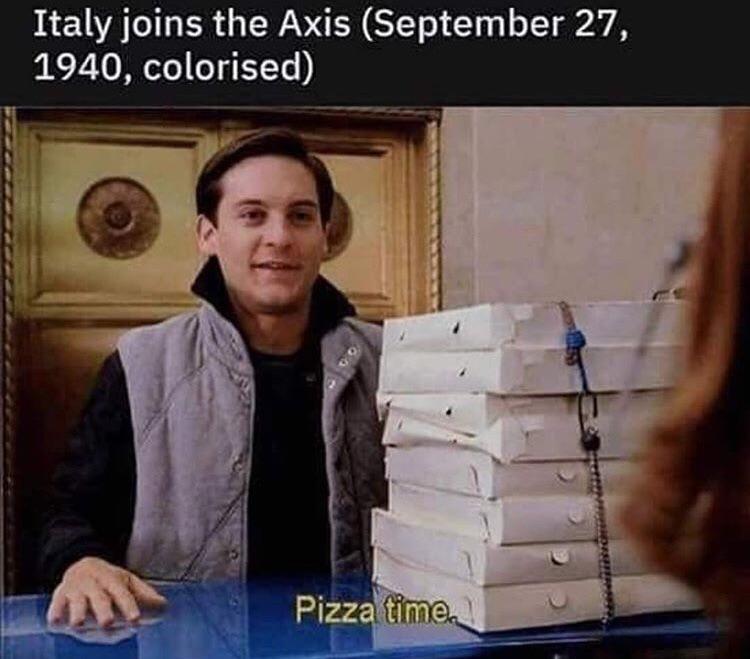 Italy joins the Axis (September 27,
1940, colorised)
Pizza time.